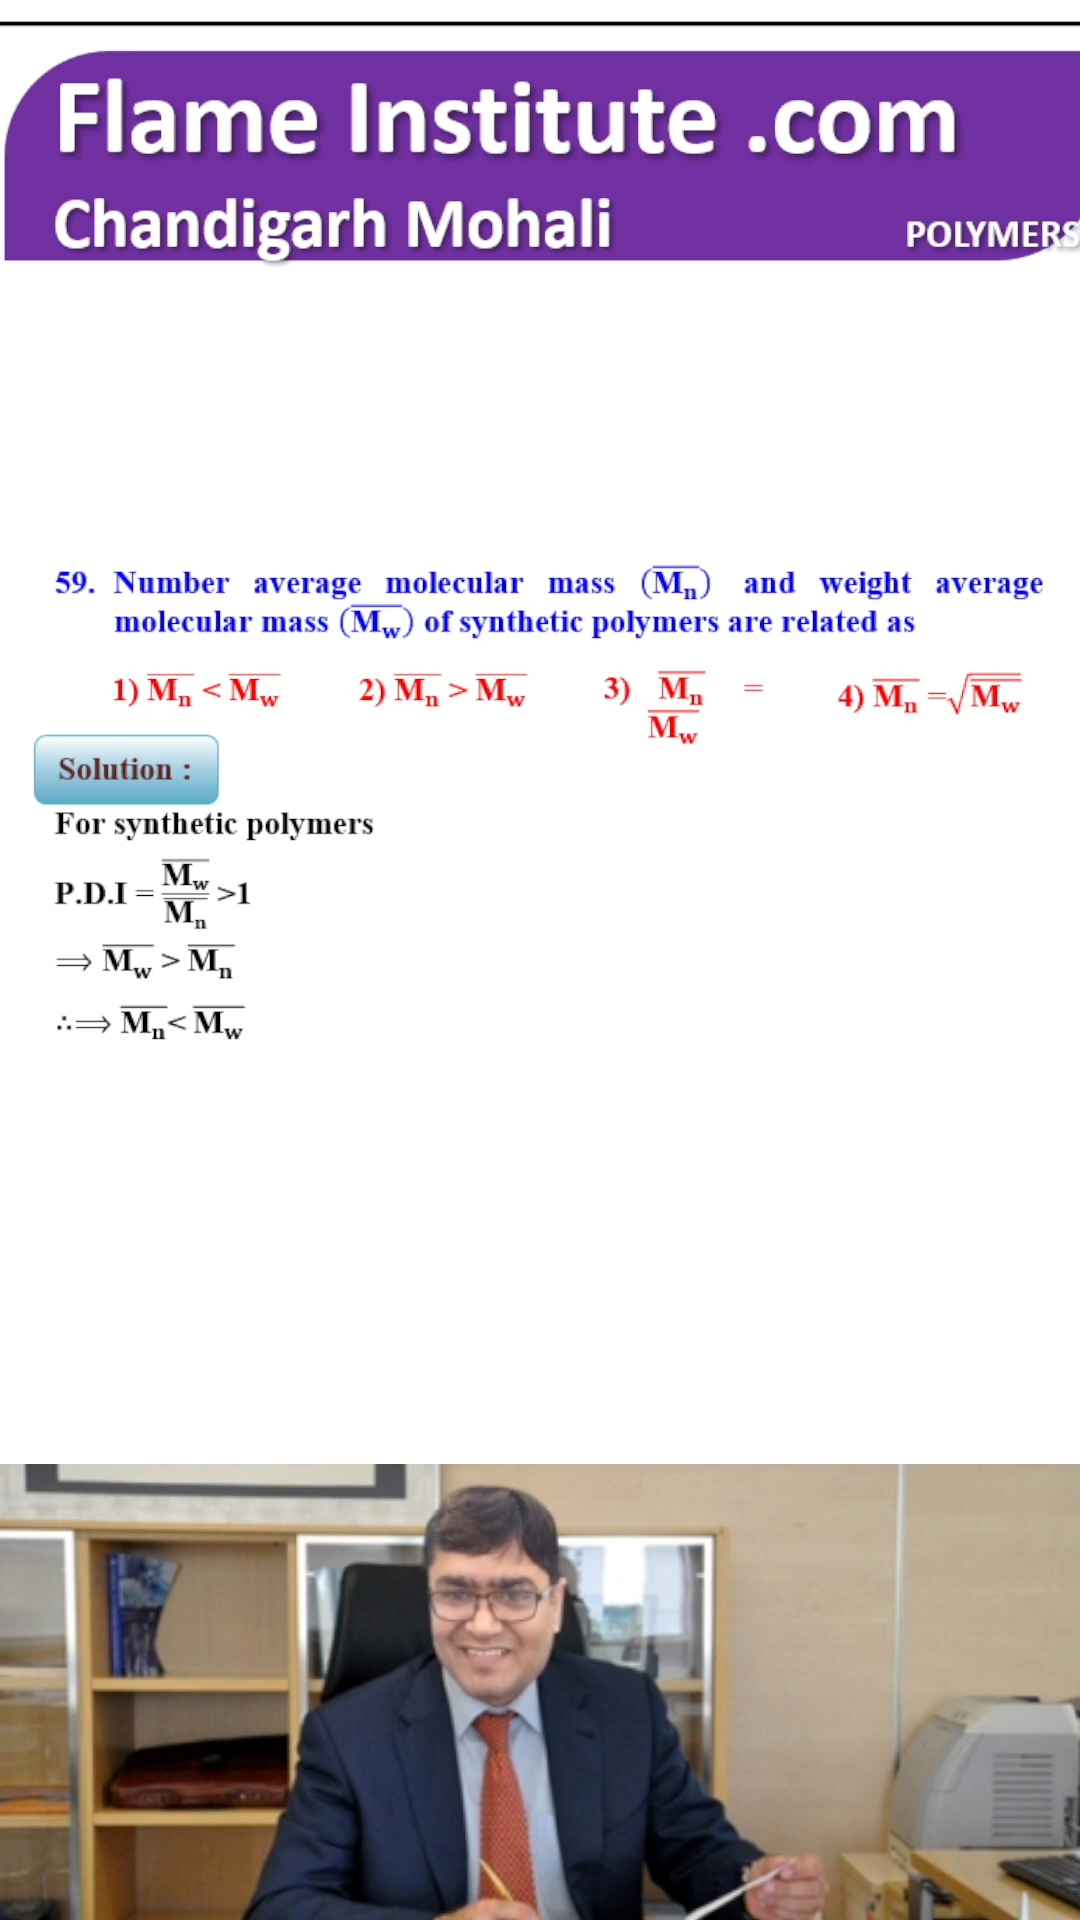 Flame Institute .com
Chandigarh Mohali
POLYMERS
59. Number average molecular mass (M̅n) and weight average
molecular mass (M̅w) of synthetic polymers are related as
1) M̅n < M̅w 2) M̅n > M̅w 3) M̅n/M̅w = 4) M̅n =√M̅w
Solution :
For synthetic polymers
P.D.I = M̅w/M̅n >1
⟹ M̅w > M̅n
∴⟹ M̅n< M̅w